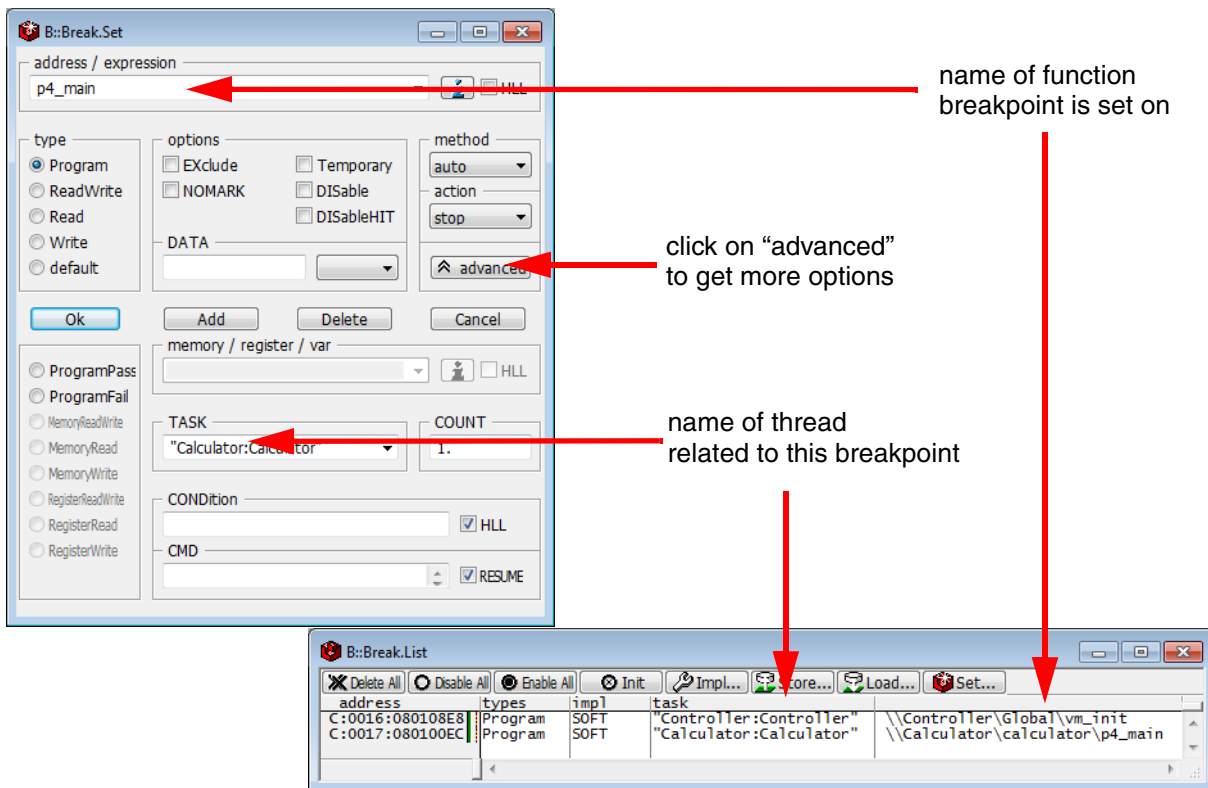 B::Break.Set
address / expression
p4_main
HLL
name of function
breakpoint is set on
type
options
method
Program
EXclude
Temporary
auto
ReadWrite
NOMARK
DISable
action
Read
DISableHIT
stop
Write
DATA
default
advanced
click on “advanced”
to get more options
Ok
Add
Delete
Cancel
memory / register / var
ProgramPass
HLL
ProgramFail
MemoryReadWrite
TASK
COUNT
MemoryRead
"Calculator:Calculator"
1.
name of thread
related to this breakpoint
MemoryWrite
RegisterReadWrite
CONDition
RegisterRead
HLL
RegisterWrite
CMD
RESUME
B::Break.List
Delete All Disable All Enable All Init Impl... Store... Load... Set...
address types impl task
C:0016:080108E8 Program SOFT "Controller:Controller" \\Controller\Global\vm_init
C:0017:080100EC Program SOFT "Calculator:Calculator" \\Calculator\calculator\p4_main